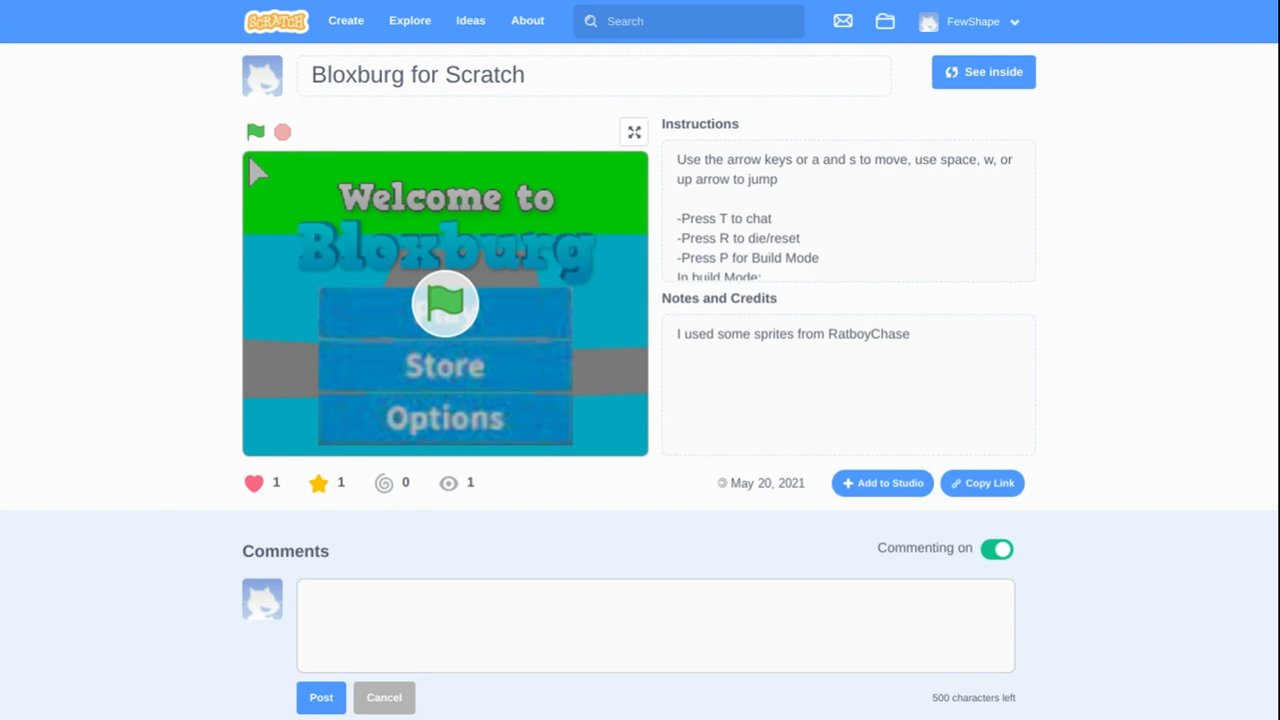 SCRATCH Create Explore Ideas About Search FewShape
Bloxburg for Scratch
See inside
Instructions
Use the arrow keys or a and s to move, use space, w, or
up arrow to jump
-Press T to chat
-Press R to die/reset
-Press P for Build Mode
In build Mode:
Welcome to
Bloxburg
Store
Options
Notes and Credits
I used some sprites from RatboyChase
1 1 0 1
© May 20, 2021
Add to Studio
Copy Link
Comments
Commenting on
Post
Cancel
500 characters left